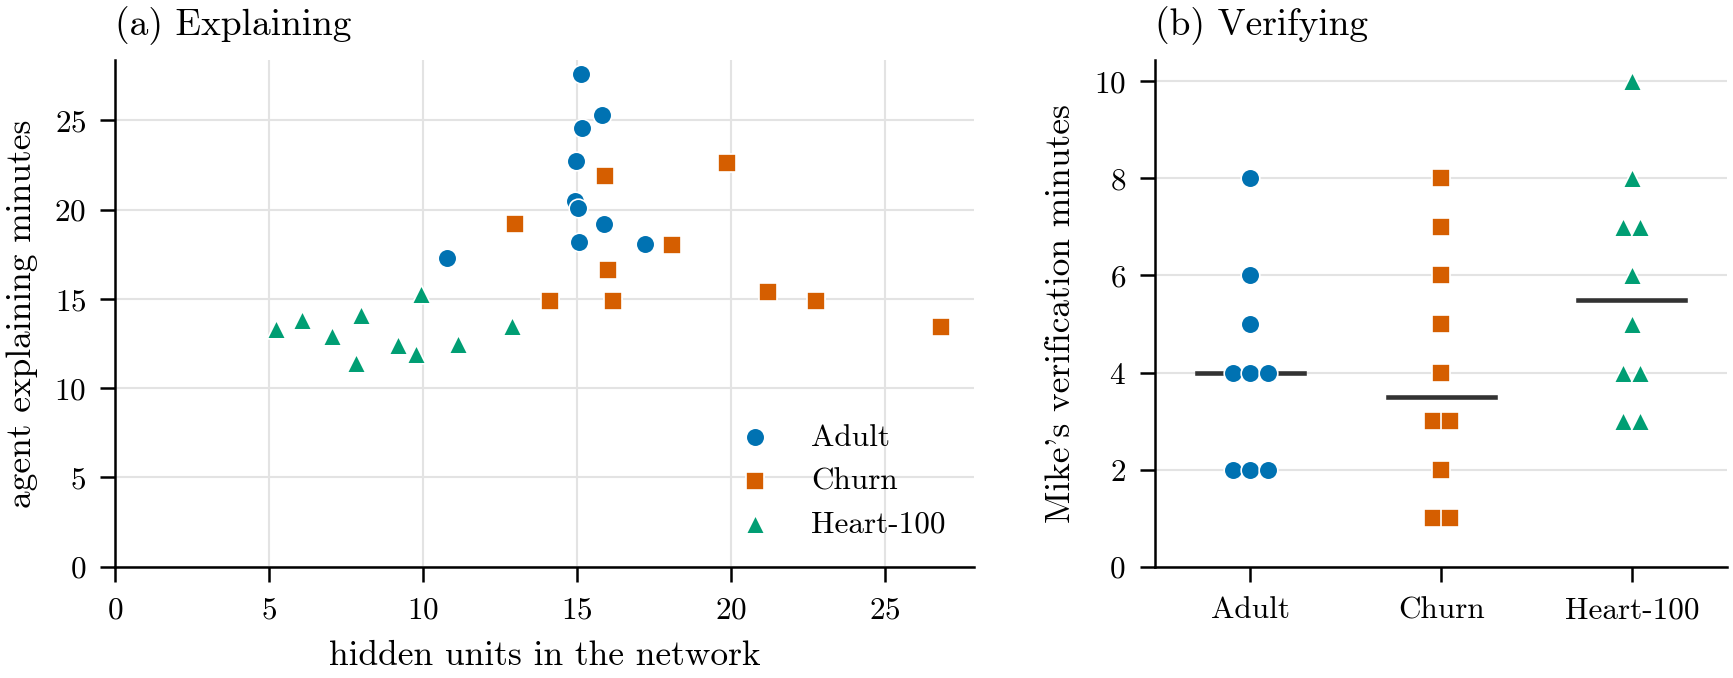 (a) Explaining
agent explaining minutes
25
20
15
10
5
0
0 5 10 15 20 25
hidden units in the network
Adult
Churn
Heart-100
(b) Verifying
Mike's verification minutes
10
8
6
4
2
0
Adult Churn Heart-100